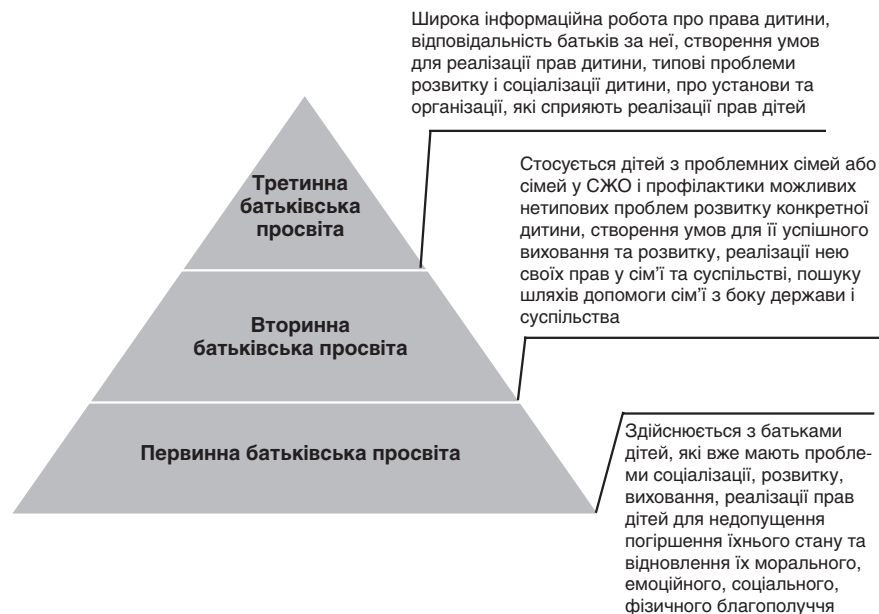 Широка інформаційна робота про права дитини,
відповідальність батьків за неї, створення умов
для реалізації прав дитини, типові проблеми
розвитку і соціалізації дитини, про установи та
організації, які сприяють реалізації прав дітей
Третинна
батьківська
просвіта
Стосується дітей з проблемних сімей або
сімей у СЖО і профілактики можливих
нетипових проблем розвитку конкретної
дитини, створення умов для її успішного
виховання та розвитку, реалізації нею
своїх прав у сім’ї та суспільстві, пошуку
шляхів допомоги сім’ї з боку держави і
суспільства
Вторинна
батьківська просвіта
Первинна батьківська просвіта
Здійснюється з батьками
дітей, які вже мають пробле-
ми соціалізації, розвитку,
виховання, реалізації прав
дітей для недопущення
погіршення їхнього стану та
відновлення їх морального,
емоційного, соціального,
фізичного благополуччя